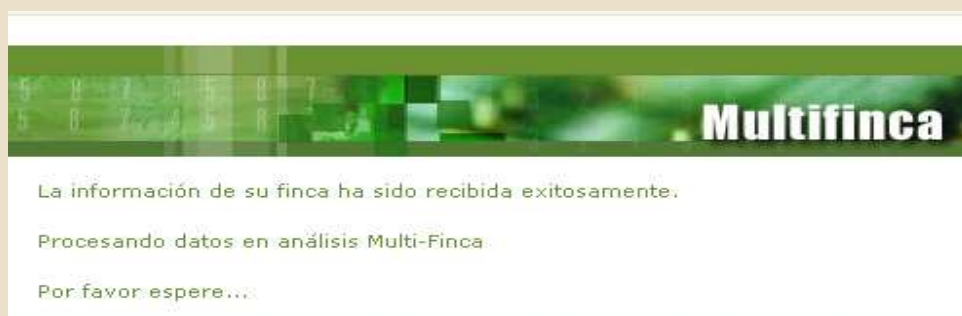 Multifinca
La información de su finca ha sido recibida exitosamente.
Procesando datos en análisis Multi-Finca
Por favor espere...